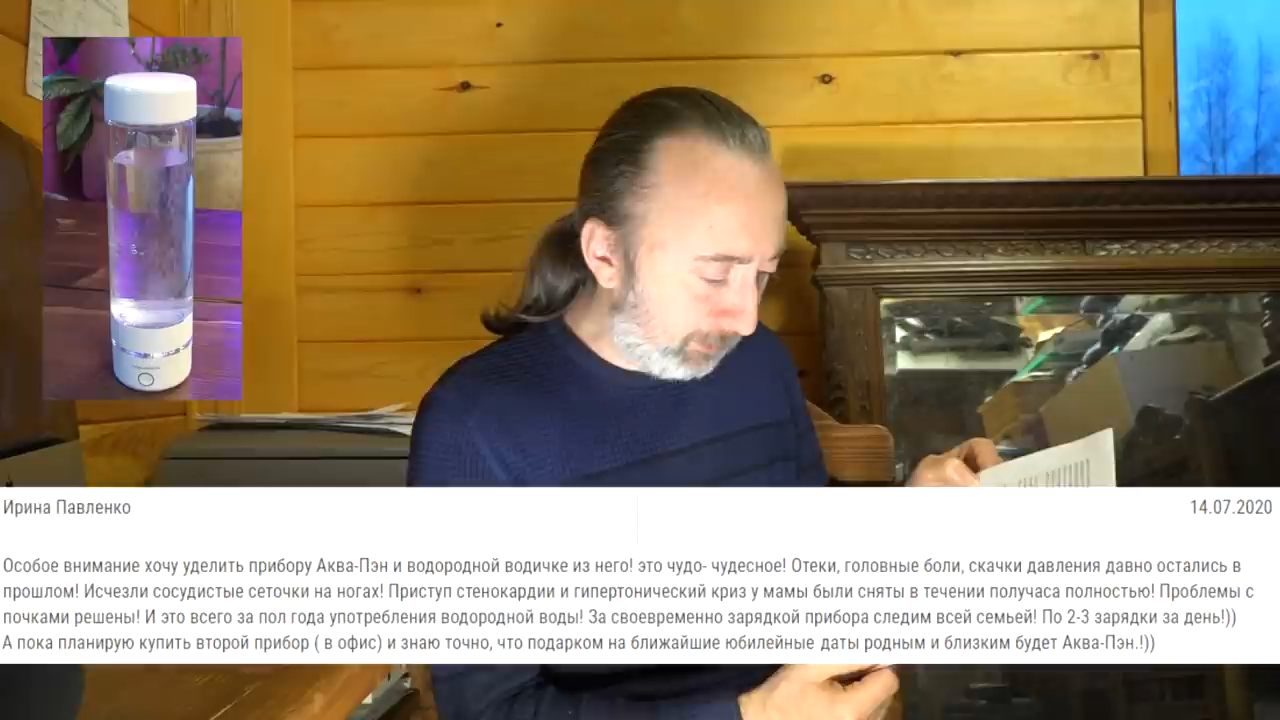 Ирина Павленко
14.07.2020
Особое внимание хочу уделить прибору Аква-Пэн и водородной водичке из него! это чудо- чудесное! Отеки, головные боли, скачки давления давно остались в
прошлом! Исчезли сосудистые сеточки на ногах! Приступ стенокардии и гипертонический криз у мамы были сняты в течении получаса полностью! Проблемы с
почками решены! И это всего за пол года употребления водородной воды! За своевременно зарядкой прибора следим всей семьей! По 2-3 зарядки за день!))
А пока планирую купить второй прибор ( в офис) и знаю точно, что подарком на ближайшие юбилейные даты родным и близким будет Аква-Пэн.!))